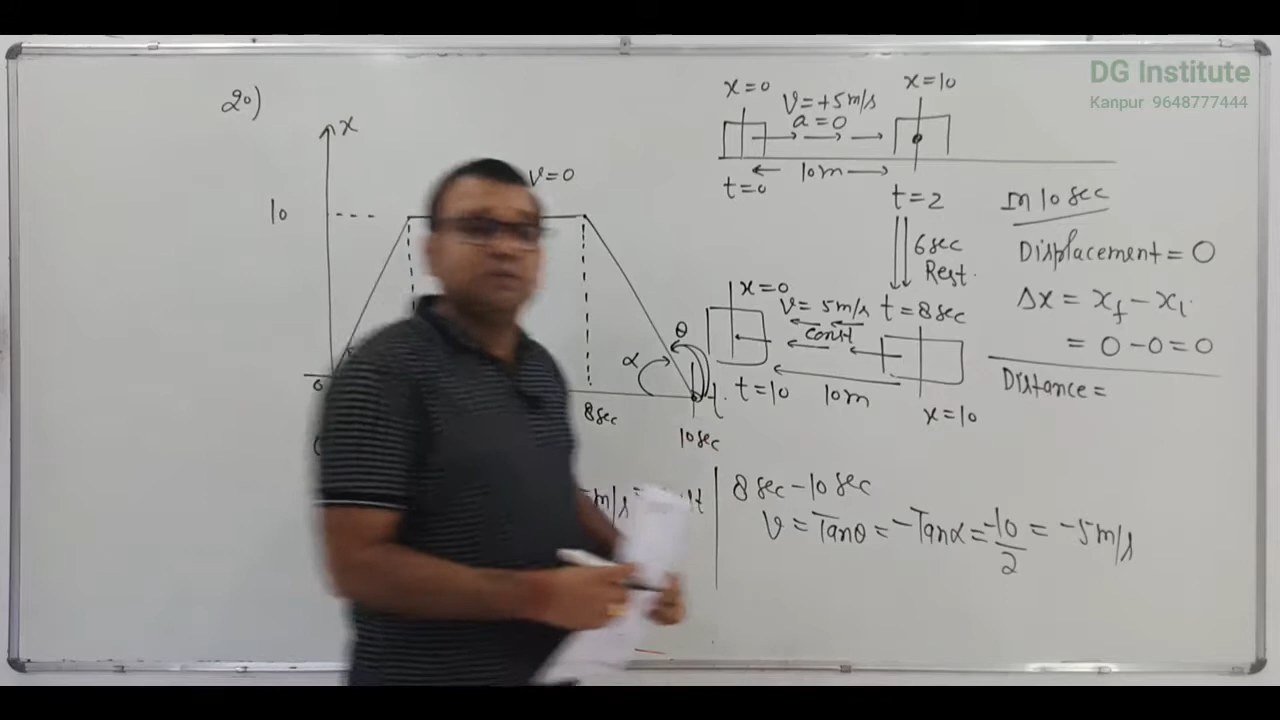 DG Institute
Kanpur 9648777444
20)
x
10
V=0
0
8sec
10sec
α
θ
t
x=0
V=+5m/s
a=0
x=10
10m
t=0
t=2
6sec
Rest.
x=0
V= 5m/s
const
t=8sec
t=10
10m
x=10
In 10sec
Displacement = 0
Δx = xf - xi
= 0-0=0
Distance =
m/s
8sec-10sec
V = Tanθ = -Tanα = -10/2 = -5m/s